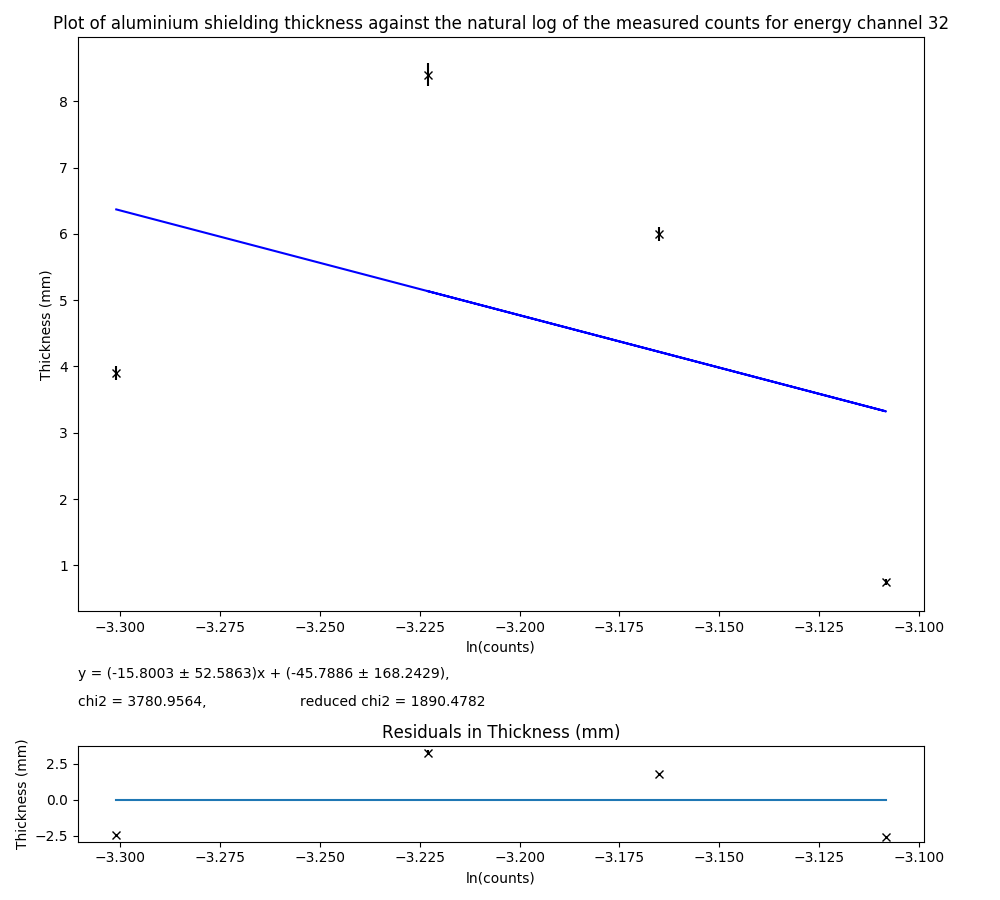 Plot of aluminium shielding thickness against the natural log of the measured counts for energy channel 32
8
7
6
5
4
3
2
1
Thickness (mm)
−3.300 −3.275 −3.250 −3.225 −3.200 −3.175 −3.150 −3.125 −3.100
ln(counts)
y = (-15.8003 ± 52.5863)x + (-45.7886 ± 168.2429),
chi2 = 3780.9564, reduced chi2 = 1890.4782
Residuals in Thickness (mm)
2.5
0.0
−2.5
Thickness (mm)
−3.300 −3.275 −3.250 −3.225 −3.200 −3.175 −3.150 −3.125 −3.100
ln(counts)